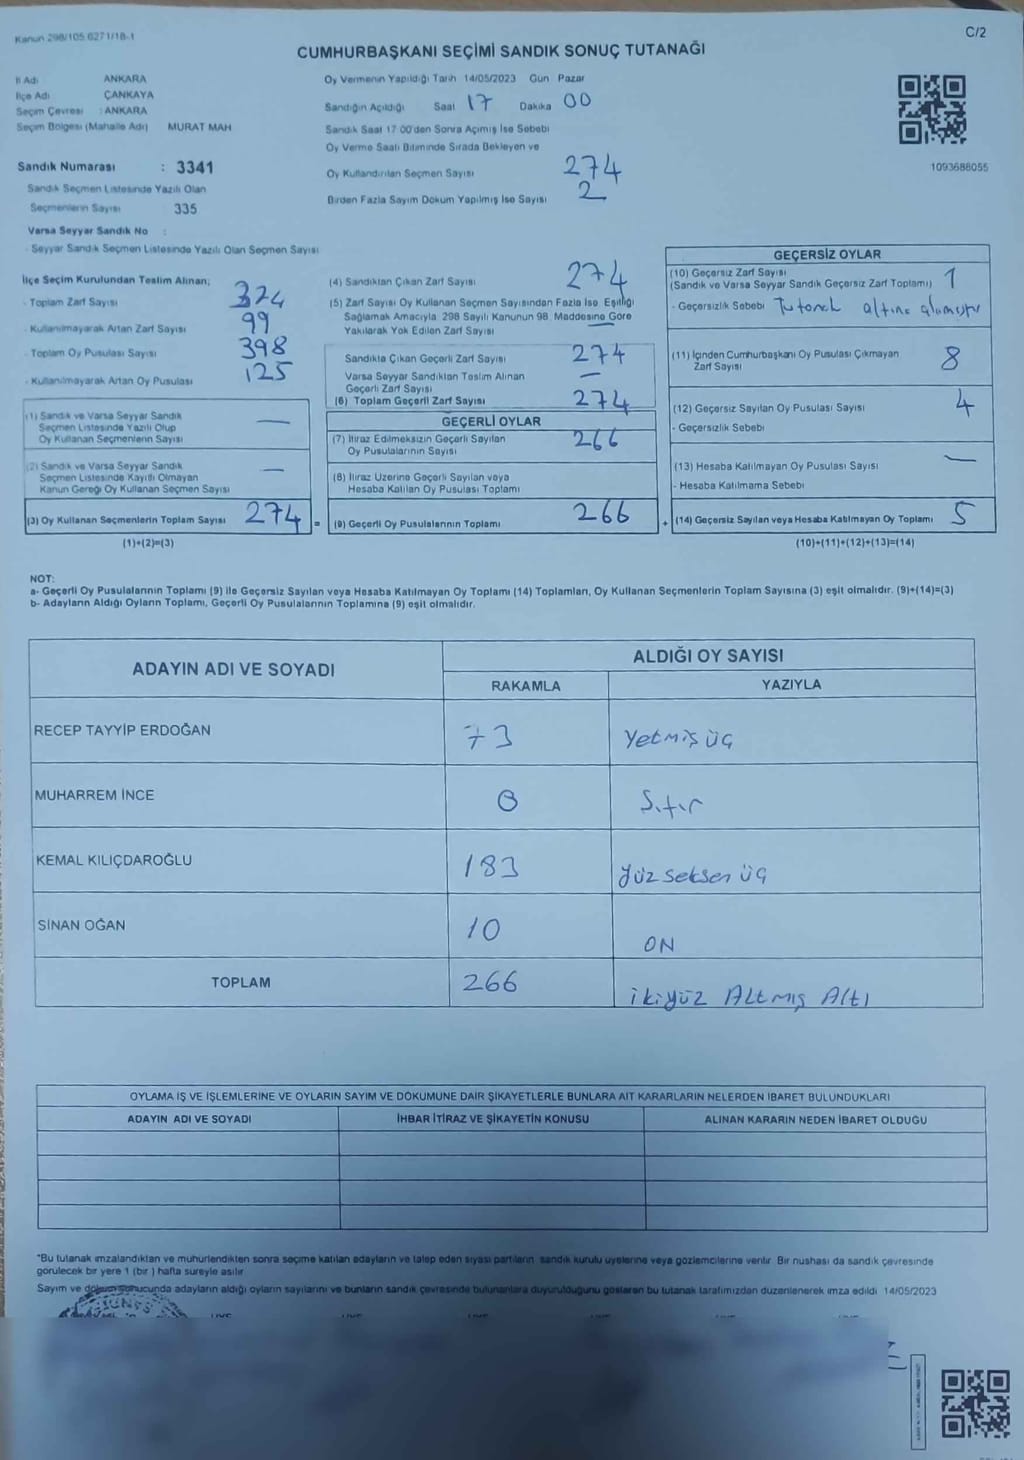 Kanun 298/105 6271/18-1
C/2
CUMHURBAŞKANI SEÇİMİ SANDIK SONUÇ TUTANAĞI
İl Adı ANKARA
İlçe Adı ÇANKAYA
Seçim Çevresi : ANKARA
Seçim Bölgesi (Mahalle Adı) MURAT MAH
Oy Vermenin Yapıldığı Tarih 14/05/2023 Gün Pazar
Sandığın Açıldığı Saat 17 Dakika 00
Sandık Saat 17 00'den Sonra Açımış İse Sebebi
Oy Verme Saati Bitiminde Sırada Bekleyen ve
Oy Kullandırılan Seçmen Sayısı 274
Birden Fazla Sayım Döküm Yapılmış İse Sayısı 2
1093688055
Sandık Numarası : 3341
Sandık Seçmen Listesinde Yazılı Olan
Seçmenlerin Sayısı 335
Varsa Seyyar Sandık No :
- Seyyar Sandık Seçmen Listesinde Yazılı Olan Seçmen Sayısı
İlçe Seçim Kurulundan Teslim Alınan;
- Toplam Zarf Sayısı 324
- Kullanılmayarak Artan Zarf Sayısı 99
- Toplam Oy Pusulası Sayısı 398
- Kullanılmayarak Artan Oy Pusulası 125
(1) Sandık ve Varsa Seyyar Sandık
Seçmen Listesinde Yazılı Olup
Oy Kullanan Seçmenlerin Sayısı —
(2) Sandık ve Varsa Seyyar Sandık
Seçmen Listesinde Kayıtlı Olmayan
Kanun Gereği Oy Kullanan Seçmen Sayısı —
(3) Oy Kullanan Seçmenlerin Toplam Sayısı 274 =
(1)+(2)=(3)
(4) Sandıktan Çıkan Zarf Sayısı 274
(5) Zarf Sayısı Oy Kullanan Seçmen Sayısından Fazla İse, Eşitliği
Sağlamak Amacıyla 298 Sayılı Kanunun 98 Maddesine Göre
Yakılarak Yok Edilen Zarf Sayısı
Sandıkta Çıkan Geçerli Zarf Sayısı 274
Varsa Seyyar Sandıktan Teslim Alınan
Geçerli Zarf Sayısı —
(6) Toplam Geçerli Zarf Sayısı 274
GEÇERLİ OYLAR
(7) İtiraz Edilmeksizin Geçerli Sayılan
Oy Pusulalarının Sayısı 266
(8) İtiraz Üzerine Geçerli Sayılan veya
Hesaba Katılan Oy Pusulası Toplamı
(9) Geçerli Oy Pusulalarının Toplamı 266 +
GEÇERSİZ OYLAR
(10) Geçersiz Zarf Sayısı
(Sandık ve Varsa Seyyar Sandık Geçersiz Zarf Toplamı) 1
- Geçersizlik Sebebi Tutanak altına alınmıştır
(11) İçinden Cumhurbaşkanı Oy Pusulası Çıkmayan
Zarf Sayısı 8
(12) Geçersiz Sayılan Oy Pusulası Sayısı 4
- Geçersizlik Sebebi
(13) Hesaba Katılmayan Oy Pusulası Sayısı —
- Hesaba Katılmama Sebebi
(14) Geçersiz Sayılan veya Hesaba Katılmayan Oy Toplamı 5
(10)+(11)+(12)+(13)=(14)
NOT:
a- Geçerli Oy Pusulalarının Toplamı (9) ile Geçersiz Sayılan veya Hesaba Katılmayan Oy Toplamı (14) Toplamları, Oy Kullanan Seçmenlerin Toplam Sayısına (3) eşit olmalıdır. (9)+(14)=(3)
b- Adayların Aldığı Oyların Toplamı, Geçerli Oy Pusulalarının Toplamına (9) eşit olmalıdır.
ADAYIN ADI VE SOYADI
ALDIĞI OY SAYISI
RAKAMLA YAZIYLA
RECEP TAYYİP ERDOĞAN 73 Yetmiş üç
MUHARREM İNCE 0 Sıfır
KEMAL KILIÇDAROĞLU 183 Yüz seksen üç
SİNAN OĞAN 10 ON
TOPLAM 266 ikiyüz Altmış Altı
OYLAMA İŞ VE İŞLEMLERİNE VE OYLARIN SAYIM VE DÖKÜMÜNE DAİR ŞİKAYETLERLE BUNLARA AİT KARARLARIN NELERDEN İBARET BULUNDUKLARI
ADAYIN ADI VE SOYADI İHBAR İTİRAZ VE ŞİKAYETİN KONUSU ALINAN KARARIN NEDEN İBARET OLDUĞU
*Bu tutanak imzalandıktan ve mühürlendikten sonra seçime katılan adayların ve talep eden siyasi partilerin sandık kurulu üyelerine veya gözlemcilerine verilir Bir nüshası da sandık çevresinde
görülecek bir yere 1 (bir ) hafta süreyle asılır
Sayım ve döküm sonucunda adayların aldığı oyların sayılarını ve bunların sandık çevresinde bulunanlara duyurulduğunu gösteren bu tutanak tarafımızdan düzenlenerek imza edildi 14/05/2023